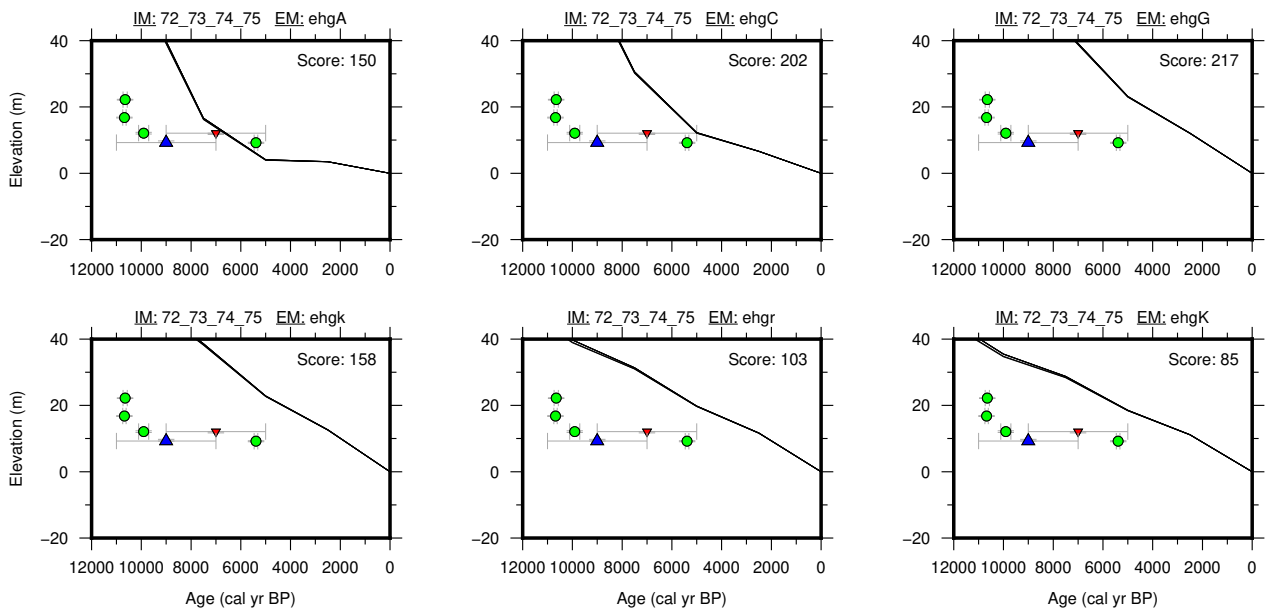 IM: 72_73_74_75 EM: ehgA
IM: 72_73_74_75 EM: ehgC
IM: 72_73_74_75 EM: ehgG
Score: 150
Score: 202
Score: 217
Elevation (m)
40
20
0
−20
40
20
0
−20
40
20
0
−20
12000 10000 8000 6000 4000 2000 0
12000 10000 8000 6000 4000 2000 0
12000 10000 8000 6000 4000 2000 0
IM: 72_73_74_75 EM: ehgk
IM: 72_73_74_75 EM: ehgr
IM: 72_73_74_75 EM: ehgK
Score: 158
Score: 103
Score: 85
Elevation (m)
40
20
0
−20
40
20
0
−20
40
20
0
−20
12000 10000 8000 6000 4000 2000 0
12000 10000 8000 6000 4000 2000 0
12000 10000 8000 6000 4000 2000 0
Age (cal yr BP)
Age (cal yr BP)
Age (cal yr BP)